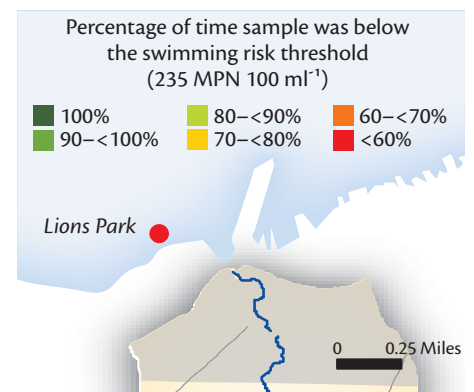 Percentage of time sample was below
the swimming risk threshold
(235 MPN 100 ml⁻¹)
100% 80–<90% 60–<70%
90–<100% 70–<80% <60%
Lions Park
0 0.25 Miles